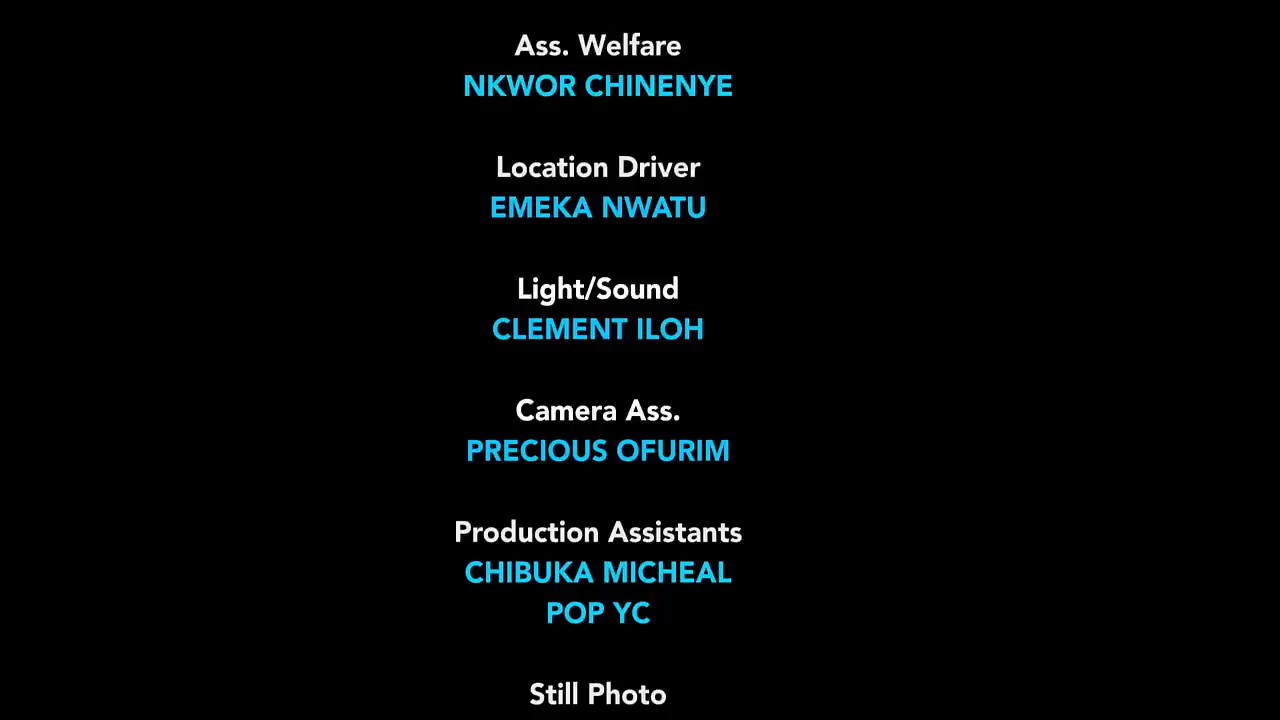 Ass. Welfare
NKWOR CHINENYE
Location Driver
EMEKA NWATU
Light/Sound
CLEMENT ILOH
Camera Ass.
PRECIOUS OFURIM
Production Assistants
CHIBUKA MICHEAL
POP YC
Still Photo